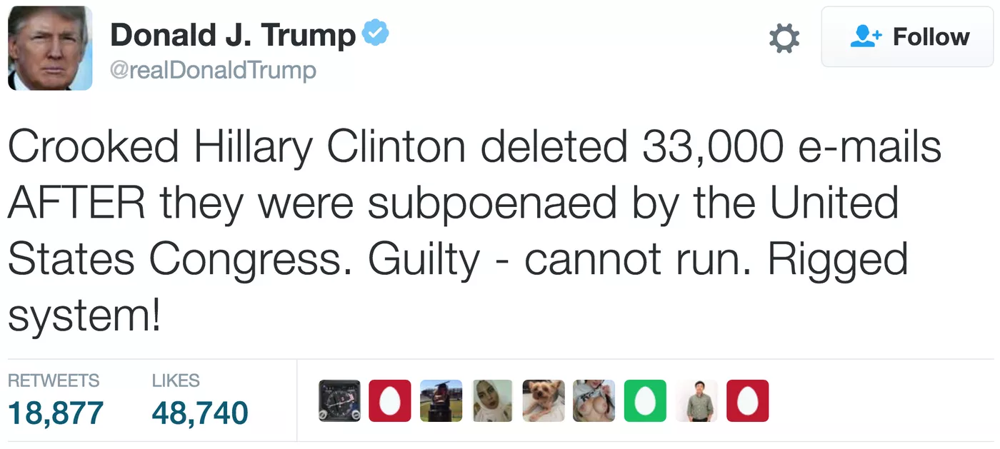 Donald J. Trump
@realDonaldTrump
Follow
Crooked Hillary Clinton deleted 33,000 e-mails
AFTER they were subpoenaed by the United
States Congress. Guilty - cannot run. Rigged
system!
RETWEETS LIKES
18,877 48,740